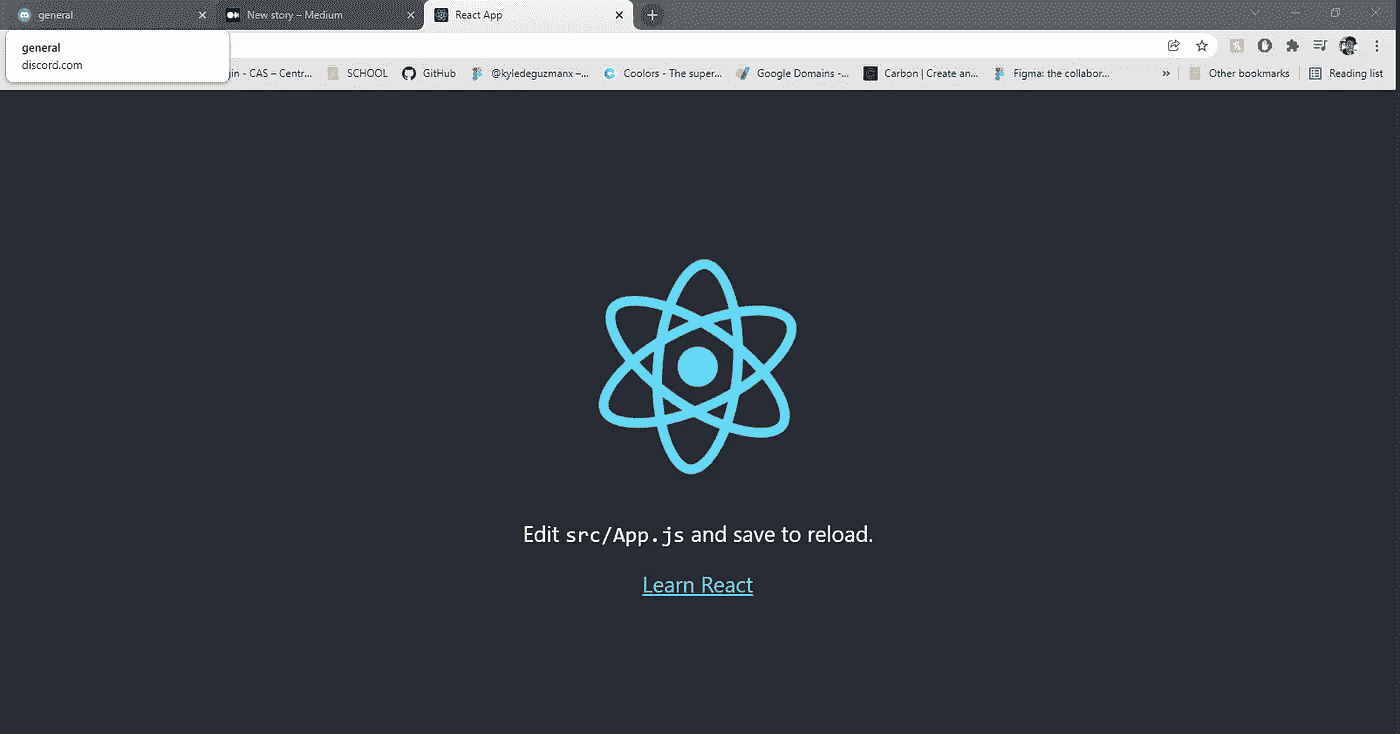 general
New story – Medium
React App
general
discord.com
in - CAS – Centr...
SCHOOL
GitHub
@kyledeguzmanx –...
Coolors - The super...
Google Domains -...
Carbon | Create an...
Figma: the collabor...
»
Other bookmarks
Reading list
Edit src/App.js and save to reload.
Learn React